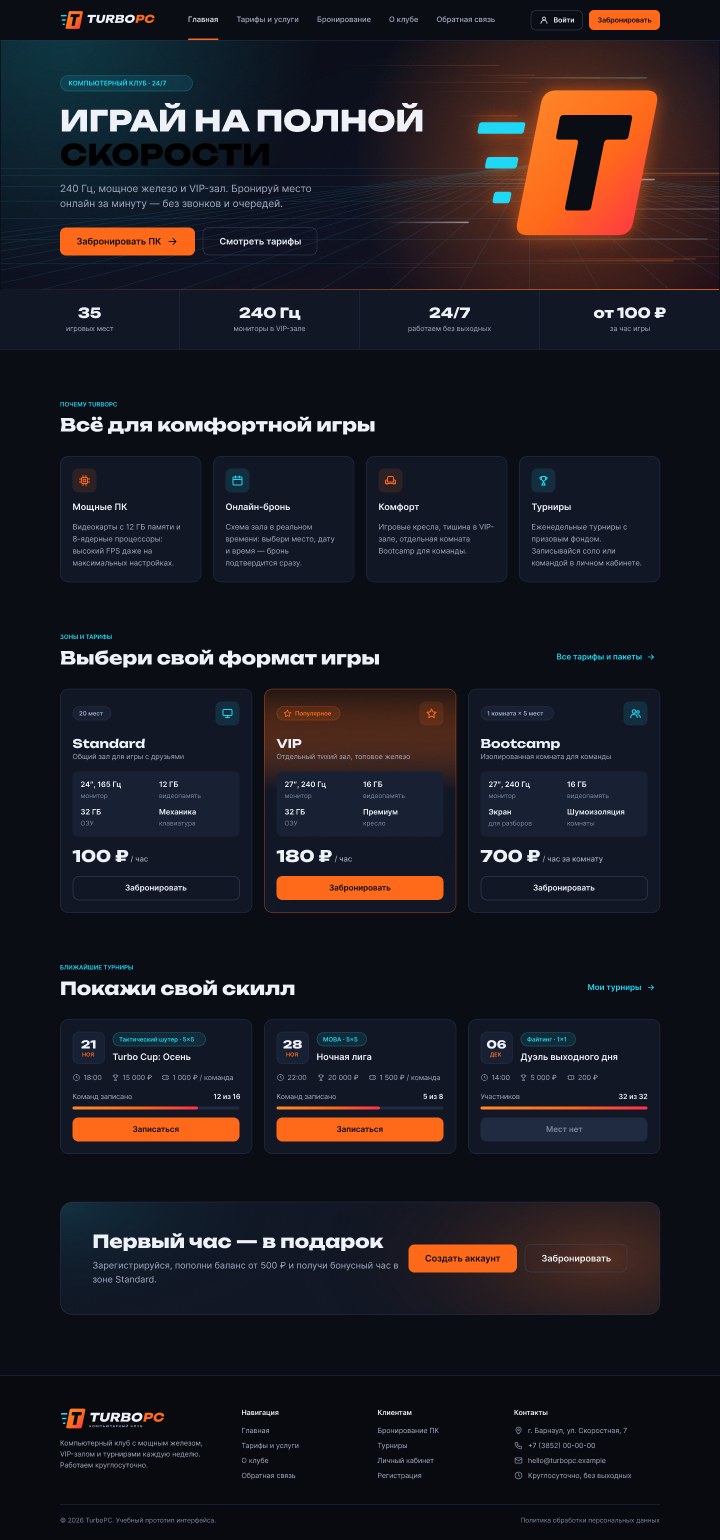 TURBOPC
Главная
Тарифы и услуги
Бронирование
О клубе
Обратная связь
Войти
Забронировать
КОМПЬЮТЕРНЫЙ КЛУБ · 24/7
ИГРАЙ НА ПОЛНОЙ
СКОРОСТИ
240 Гц, мощное железо и VIP-зал. Бронируй место
онлайн за минуту — без звонков и очередей.
Забронировать ПК →
Смотреть тарифы
T
35
игровых мест
240 Гц
мониторы в VIP-зале
24/7
работаем без выходных
от 100 ₽
за час игры
ПОЧЕМУ TURBOPC
Всё для комфортной игры
Мощные ПК
Видеокарты с 12 ГБ памяти и
8-ядерные процессоры:
высокий FPS даже на
максимальных настройках.
Онлайн-бронь
Схема зала в реальном
времени: выбери место, дату
и время — бронь
подтвердится сразу.
Комфорт
Игровые кресла, тишина в VIP-
зале, отдельная комната
Bootcamp для команды.
Турниры
Еженедельные турниры с
призовым фондом.
Записывайся соло или
командой в личном кабинете.
ЗОНЫ И ТАРИФЫ
Выбери свой формат игры
Все тарифы и пакеты →
20 мест
Standard
Общий зал для игры с друзьями
24", 165 Гц
монитор
12 ГБ
видеопамять
32 ГБ
ОЗУ
Механика
клавиатура
100 ₽ / час
Забронировать
Популярное
VIP
Отдельный тихий зал, топовое железо
27", 240 Гц
монитор
16 ГБ
видеопамять
32 ГБ
ОЗУ
Премиум
кресло
180 ₽ / час
Забронировать
1 комната × 5 мест
Bootcamp
Изолированная комната для команды
27", 240 Гц
монитор
16 ГБ
видеопамять
Экран
для разборов
Шумоизоляция
комнаты
700 ₽ / час за комнату
Забронировать
БЛИЖАЙШИЕ ТУРНИРЫ
Покажи свой скилл
Мои турниры →
21
НОЯ
Тактический шутер · 5×5
Turbo Cup: Осень
18:00
15 000 ₽
1 000 ₽ / команда
Команд записано
12 из 16
Записаться
28
НОЯ
MOBA · 5×5
Ночная лига
22:00
20 000 ₽
1 500 ₽ / команда
Команд записано
5 из 8
Записаться
06
ДЕК
Файтинг · 1×1
Дуэль выходного дня
14:00
5 000 ₽
200 ₽
Участников
32 из 32
Мест нет
Первый час — в подарок
Зарегистрируйся, пополни баланс от 500 ₽ и получи бонусный час в
зоне Standard.
Создать аккаунт
Забронировать
TURBOPC
КОМПЬЮТЕРНЫЙ КЛУБ
Компьютерный клуб с мощным железом,
VIP-залом и турнирами каждую неделю.
Работаем круглосуточно.
Навигация
Главная
Тарифы и услуги
О клубе
Обратная связь
Клиентам
Бронирование ПК
Турниры
Личный кабинет
Регистрация
Контакты
г. Барнаул, ул. Скоростная, 7
+7 (3852) 00-00-00
hello@turbopc.example
Круглосуточно, без выходных
© 2026 TurboPC. Учебный прототип интерфейса.
Политика обработки персональных данных